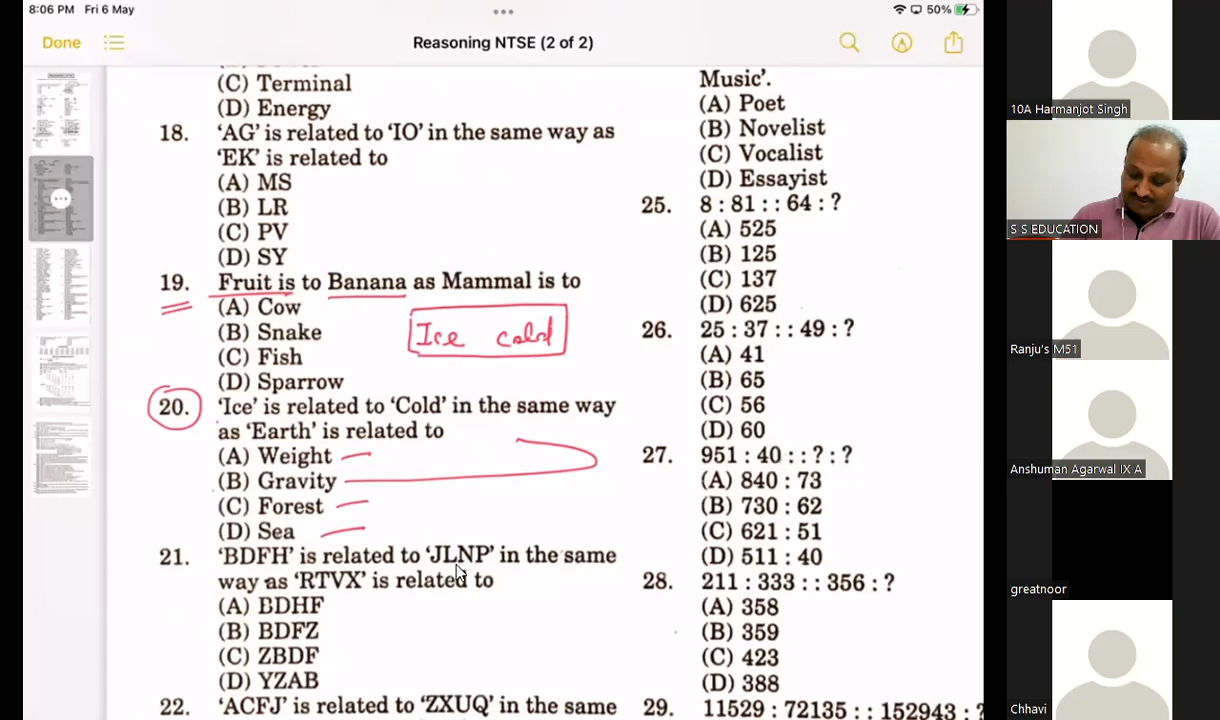 8:06 PM Fri 6 May
50%
Done
Reasoning NTSE (2 of 2)
(C) Terminal
(D) Energy
18. 'AG' is related to 'IO' in the same way as
'EK' is related to
(A) MS
(B) LR
(C) PV
(D) SY
19. Fruit is to Banana as Mammal is to
(A) Cow
(B) Snake
(C) Fish
(D) Sparrow
Ice cold
20. 'Ice' is related to 'Cold' in the same way
as 'Earth' is related to
(A) Weight
(B) Gravity
(C) Forest
(D) Sea
21. 'BDFH' is related to 'JLNP' in the same
way as 'RTVX' is related to
(A) BDHF
(B) BDFZ
(C) ZBDF
(D) YZAB
22. 'ACFJ' is related to 'ZXUQ' in the same
Music'.
(A) Poet
(B) Novelist
(C) Vocalist
(D) Essayist
25. 8 : 81 : : 64 : ?
(A) 525
(B) 125
(C) 137
(D) 625
26. 25 : 37 : : 49 : ?
(A) 41
(B) 65
(C) 56
(D) 60
27. 951 : 40 : : ? : ?
(A) 840 : 73
(B) 730 : 62
(C) 621 : 51
(D) 511 : 40
28. 211 : 333 : : 356 : ?
(A) 358
(B) 359
(C) 423
(D) 388
29. 11529 : 72135 : : 152943 : ?
10A Harmanjot Singh
S S EDUCATION
Ranju's M51
Anshuman Agarwal IX A
greatnoor
Chhavi